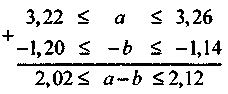 3,22 ≤ a ≤ 3,26
+
−1,20 ≤ −b ≤ −1,14
2,02 ≤ a−b ≤ 2,12